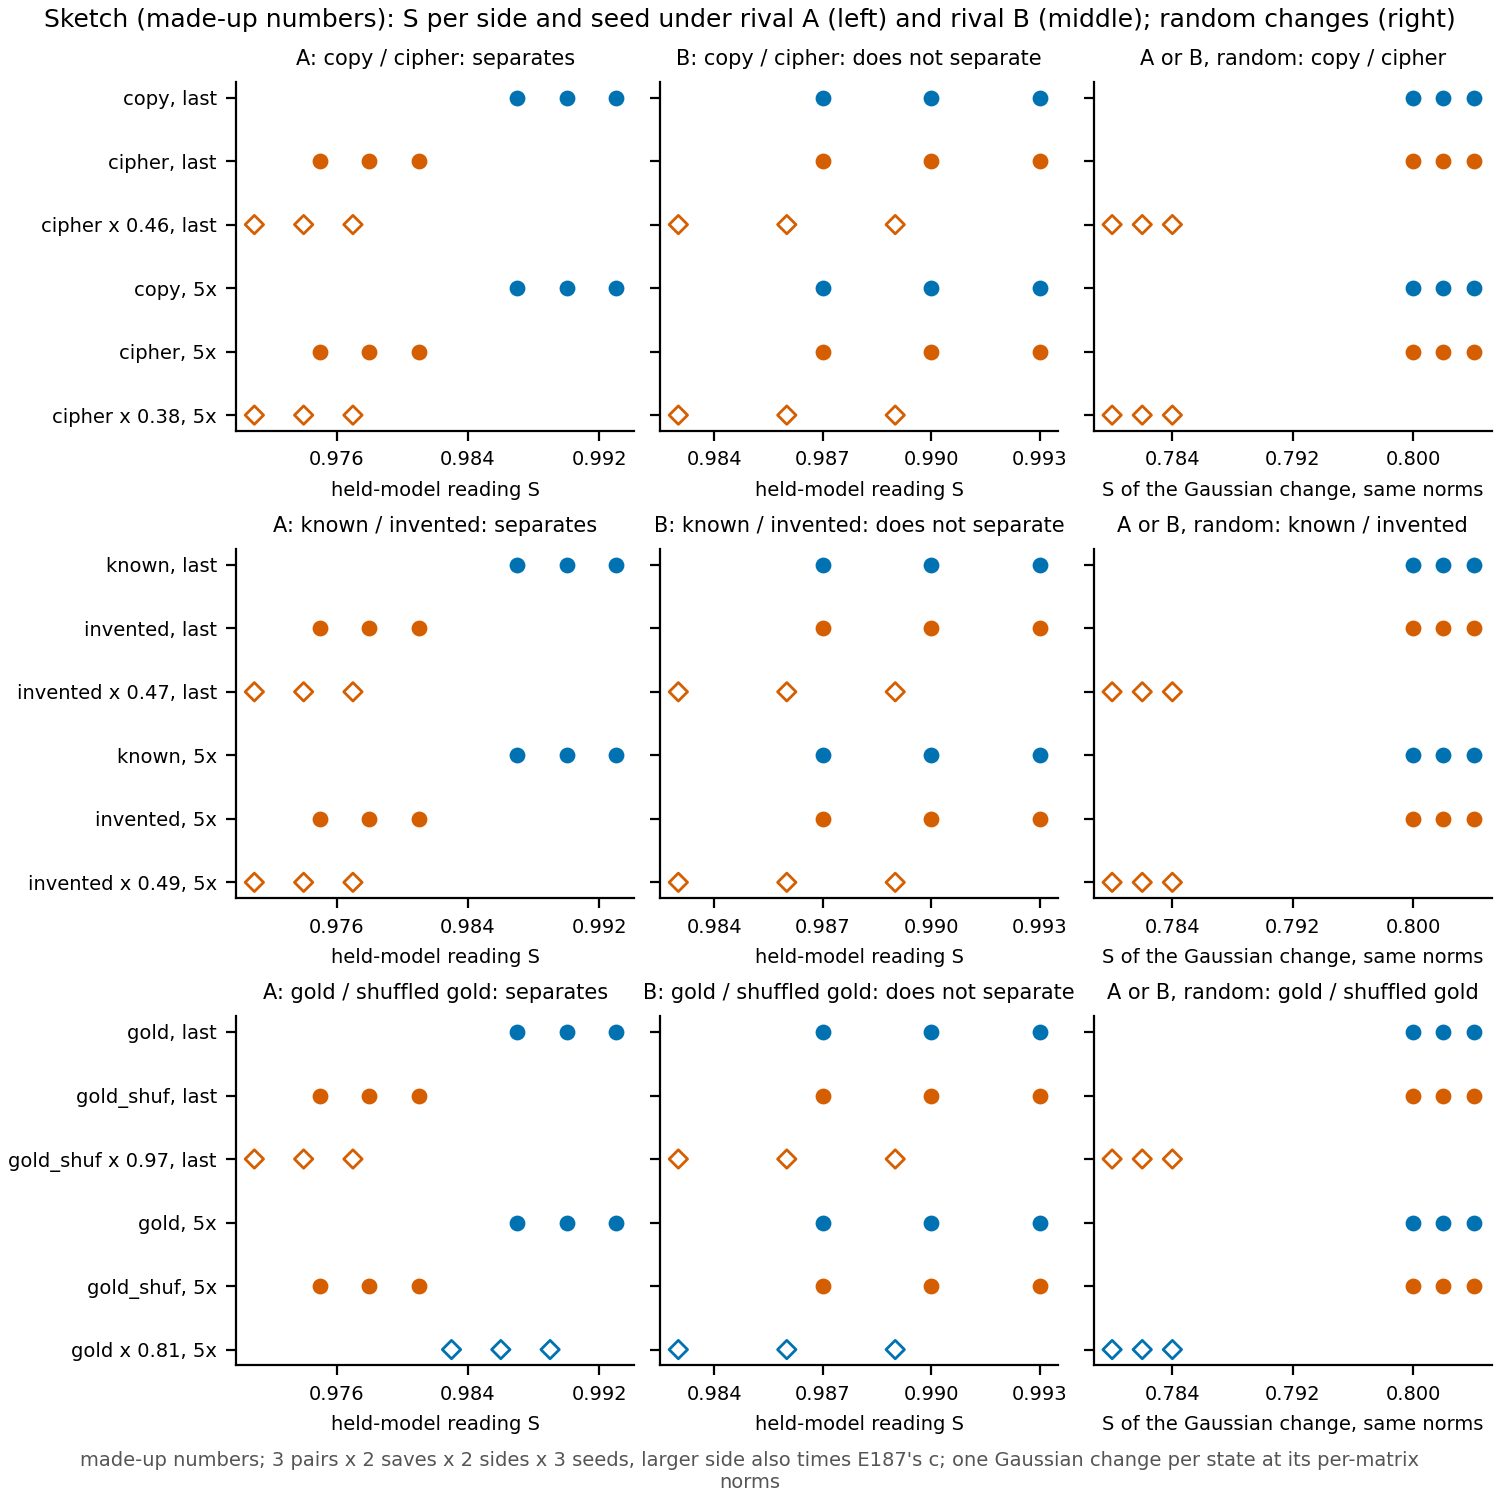 Sketch (made-up numbers): S per side and seed under rival A (left) and rival B (middle); random changes (right)
A: copy / cipher: separates
B: copy / cipher: does not separate
A or B, random: copy / cipher
copy, last
cipher, last
cipher x 0.46, last
copy, 5x
cipher, 5x
cipher x 0.38, 5x
0.976 0.984 0.992
0.984 0.987 0.990 0.993
0.784 0.792 0.800
held-model reading S
held-model reading S
S of the Gaussian change, same norms
A: known / invented: separates
B: known / invented: does not separate
A or B, random: known / invented
known, last
invented, last
invented x 0.47, last
known, 5x
invented, 5x
invented x 0.49, 5x
0.976 0.984 0.992
0.984 0.987 0.990 0.993
0.784 0.792 0.800
held-model reading S
held-model reading S
S of the Gaussian change, same norms
A: gold / shuffled gold: separates
B: gold / shuffled gold: does not separate
A or B, random: gold / shuffled gold
gold, last
gold_shuf, last
gold_shuf x 0.97, last
gold, 5x
gold_shuf, 5x
gold x 0.81, 5x
0.976 0.984 0.992
0.984 0.987 0.990 0.993
0.784 0.792 0.800
held-model reading S
held-model reading S
S of the Gaussian change, same norms
made-up numbers; 3 pairs x 2 saves x 2 sides x 3 seeds, larger side also times E187's c; one Gaussian change per state at its per-matrix
norms